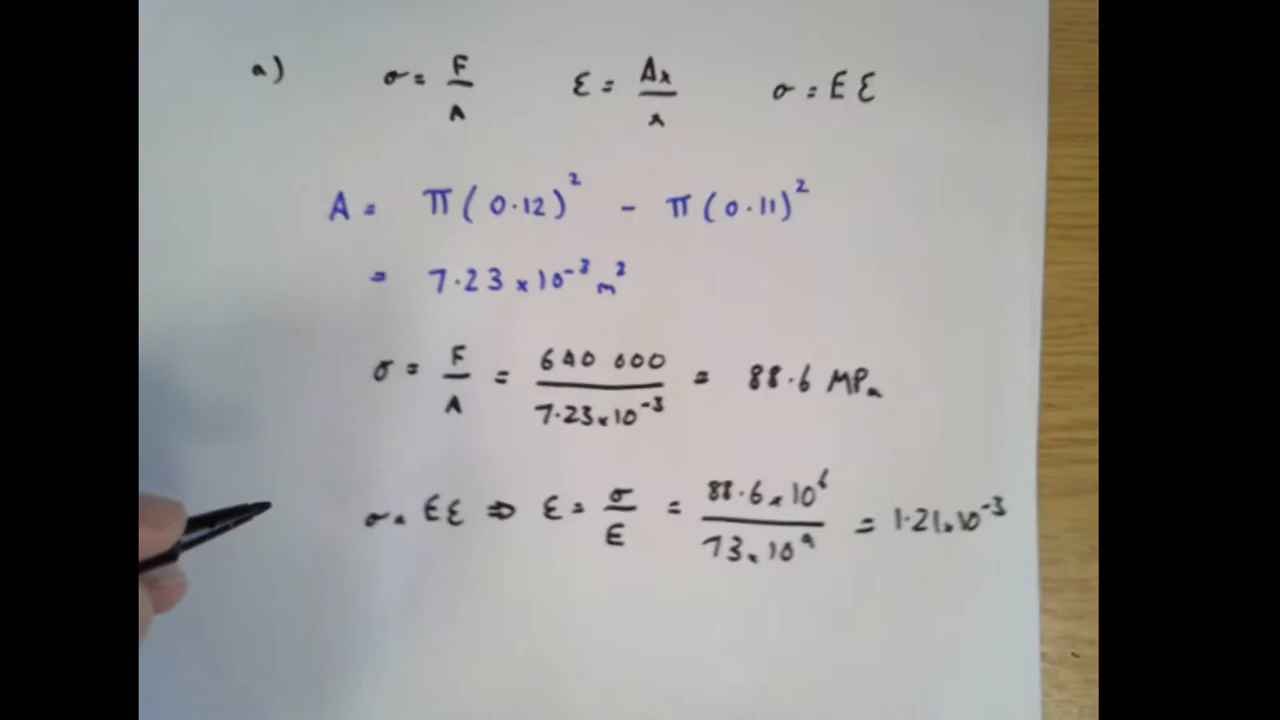 a) σ = F/A ε = Δx/x σ = Eε
A = π(0.12)² - π(0.11)²
= 7.23 × 10⁻³ m²
σ = F/A = 640 000 / 7.23 × 10⁻³ = 88.6 MPa
σ = Eε ⇒ ε = σ/E = 88.6 × 10⁶ / 73 × 10⁹ = 1.21 × 10⁻³